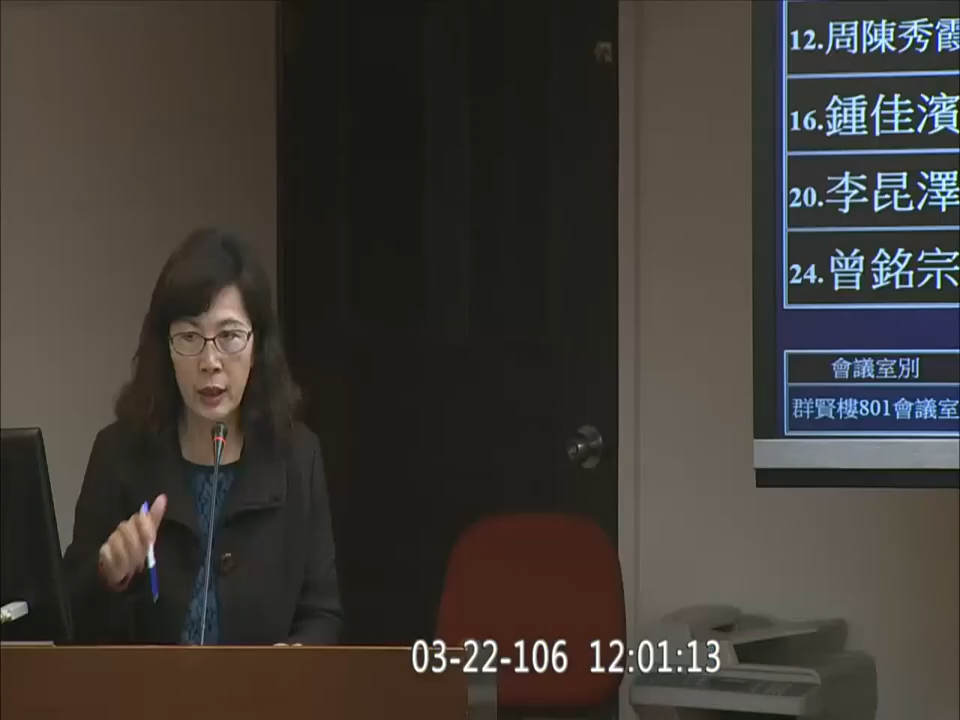 12.周陳秀霞
16.鍾佳濱
20.李昆澤
24.曾銘宗
會議室別
群賢樓801會議室
03-22-106 12:01:13